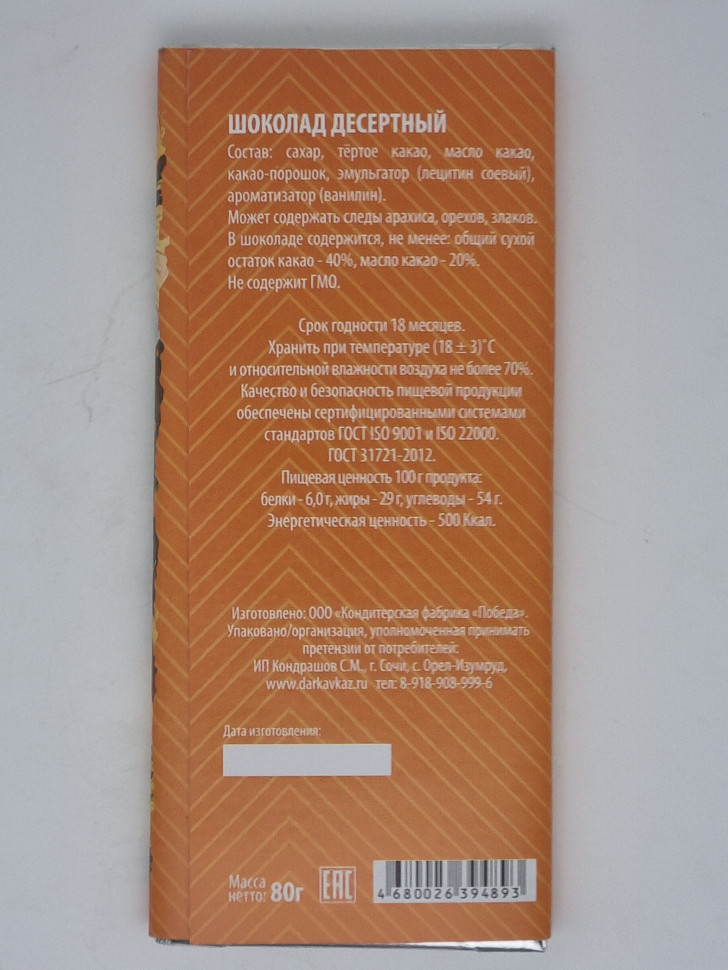 ШОКОЛАД ДЕСЕРТНЫЙ
Состав: сахар, тёртое какао, масло какао,
какао-порошок, эмульгатор (лецитин соевый),
ароматизатор (ванилин).
Может содержать следы арахиса, орехов, злаков.
В шоколаде содержится, не менее: общий сухой
остаток какао - 40%, масло какао - 20%.
Не содержит ГМО.
Срок годности 18 месяцев.
Хранить при температуре (18 ± 3)˚С
и относительной влажности воздуха не более 70%.
Качество и безопасность пищевой продукции
обеспечены сертифицированными системами
стандартов ГОСТ ISO 9001 и ISO 22000.
ГОСТ 31721-2012.
Пищевая ценность 100 г продукта:
белки - 6,0 г, жиры - 29 г, углеводы - 54 г.
Энергетическая ценность - 500 Ккал.
Изготовлено: ООО «Кондитерская фабрика «Победа».
Упаковано/организация, уполномоченная принимать
претензии от потребителей:
ИП Кондрашов С.М., г. Сочи, с. Орел-Изумруд,
www.darkavkaz.ru тел: 8-918-908-999-6
Дата изготовления:
Масса
нетто: 80г
ЕАС
4 680026 394893